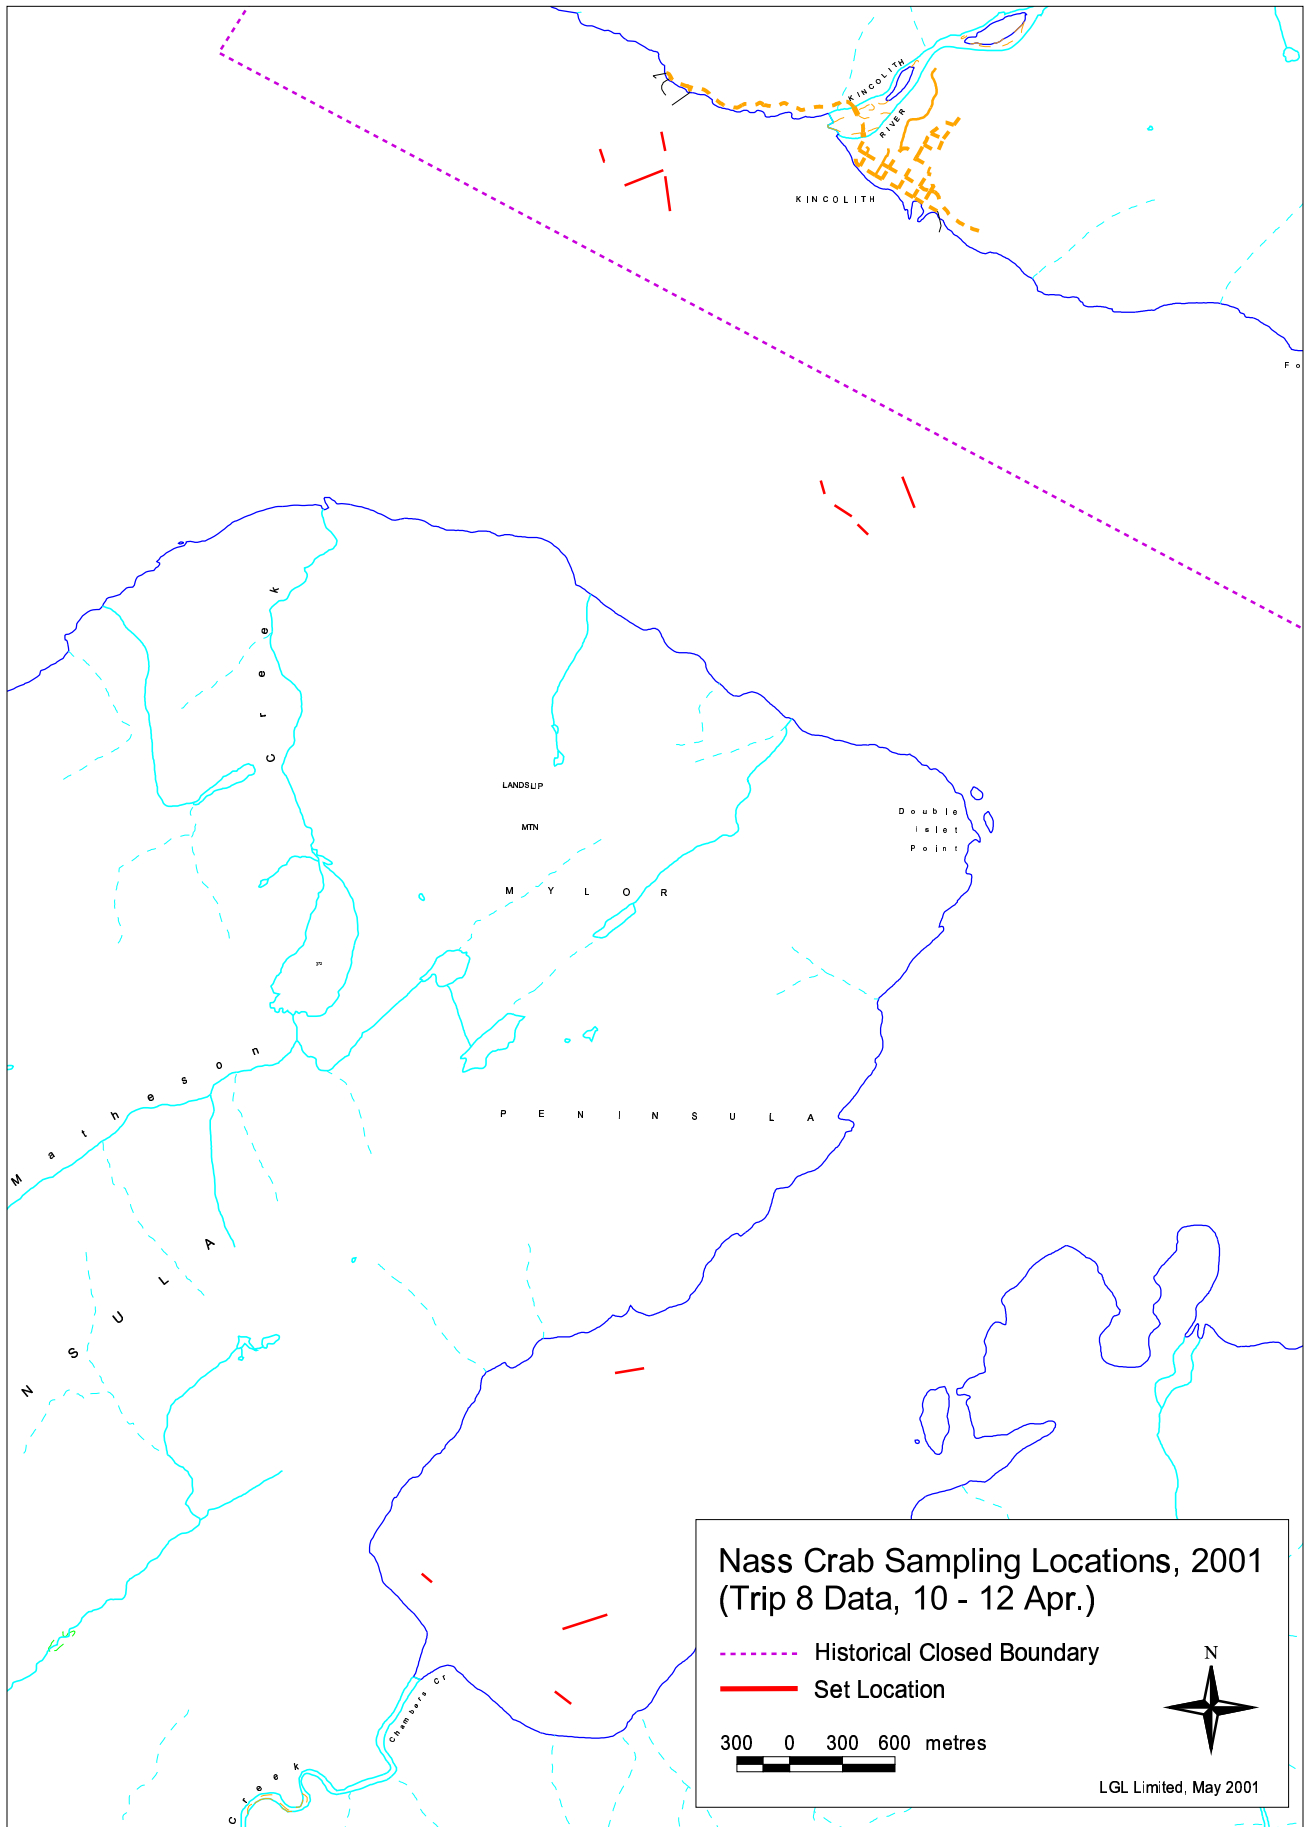 KINCOLITH
RIVER
KINCOLITH
Fo
Creek
LANDSLIP
MTN
Double
Islet
Point
MYLOR
Matheson
PENINSULA
NSULA
Chambers Cr
Creek
Nass Crab Sampling Locations, 2001
(Trip 8 Data, 10 - 12 Apr.)
Historical Closed Boundary
Set Location
N
300 0 300 600 metres
LGL Limited, May 2001